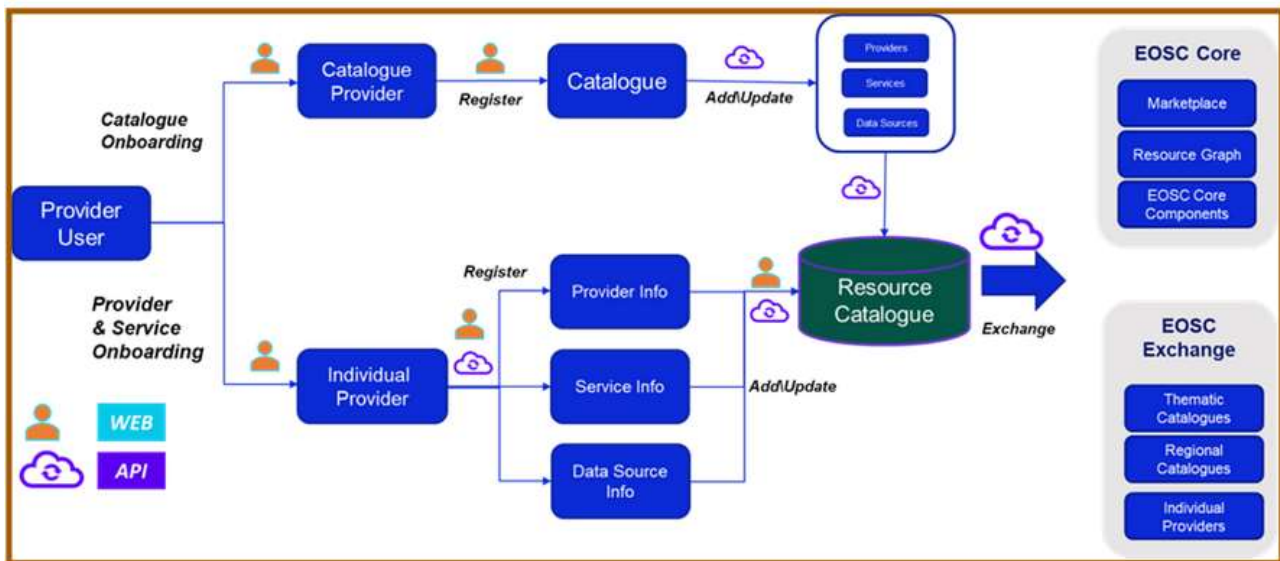 Catalogue
Provider
Register
Catalogue
Add\Update
Providers
Services
Data Sources
EOSC Core
Marketplace
Resource Graph
EOSC Core
Components
Catalogue
Onboarding
Provider
User
Provider
& Service
Onboarding
Individual
Provider
Register
Provider Info
Service Info
Data Source
Info
Add\Update
Resource
Catalogue
Exchange
EOSC
Exchange
Thematic
Catalogues
Regional
Catalogues
Individual
Providers
WEB
API